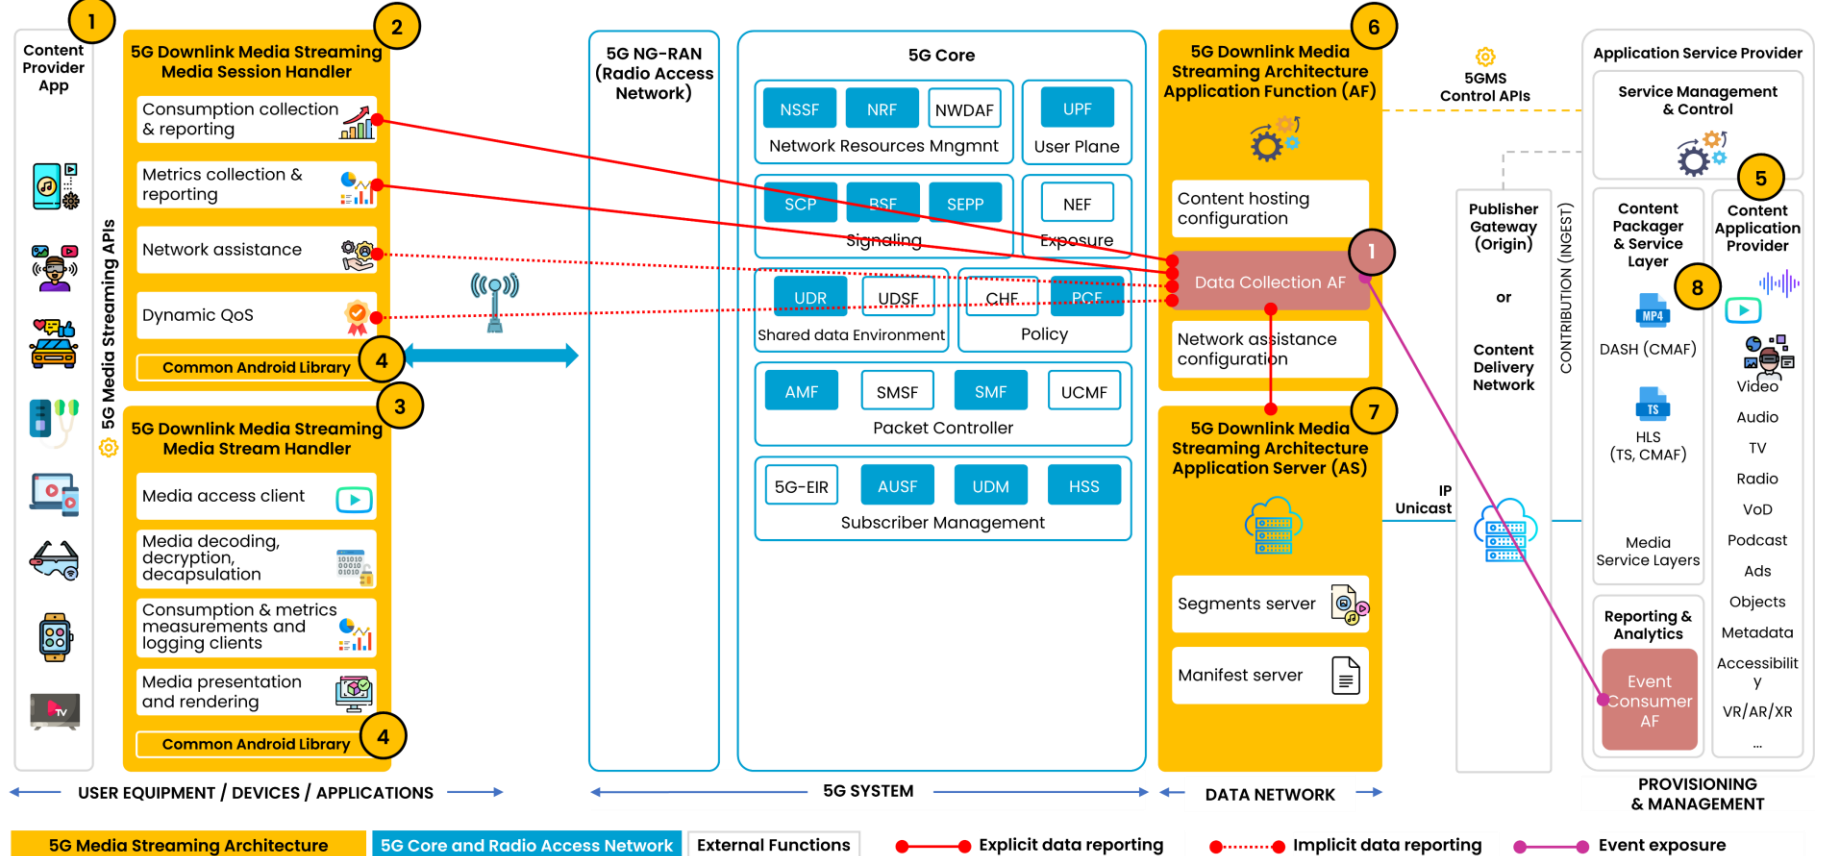 1
Content
Provider
App
5G Media Streaming APIs
2
5G Downlink Media Streaming
Media Session Handler
Consumption collection
& reporting
Metrics collection &
reporting
Network assistance
Dynamic QoS
Common Android Library
4
3
5G Downlink Media Streaming
Media Stream Handler
Media access client
Media decoding,
decryption,
decapsulation
Consumption & metrics
measurements and
logging clients
Media presentation
and rendering
Common Android Library
4
TV
5G NG-RAN
(Radio Access
Network)
5G Core
NSSF
NRF
NWDAF
Network Resources Mngmnt
UPF
User Plane
SCP
BSF
SEPP
Signaling
NEF
Exposure
UDR
UDSF
Shared data Environment
CHF
PCF
Policy
AMF
SMSF
SMF
UCMF
Packet Controller
5G-EIR
AUSF
UDM
HSS
Subscriber Management
6
5G Downlink Media
Streaming Architecture
Application Function (AF)
Content hosting
configuration
1
Data Collection AF
Network assistance
configuration
7
5G Downlink Media
Streaming Architecture
Application Server (AS)
Segments server
Manifest server
5GMS
Control APIs
IP
Unicast
Publisher
Gateway
(Origin)
or
Content
Delivery
Network
CONTRIBUTION (INGEST)
Application Service Provider
Service Management
& Control
5
Content
Packager
& Service
Layer
8
MP4
DASH (CMAF)
TS
HLS
(TS, CMAF)
Media
Service Layers
Reporting &
Analytics
Event
Consumer
AF
Content
Application
Provider
Video
Audio
TV
Radio
VoD
Podcast
Ads
Objects
Metadata
Accessibilit
y
VR/AR/XR
...
USER EQUIPMENT / DEVICES / APPLICATIONS
5G SYSTEM
DATA NETWORK
PROVISIONING
& MANAGEMENT
5G Media Streaming Architecture
5G Core and Radio Access Network
External Functions
Explicit data reporting
Implicit data reporting
Event exposure